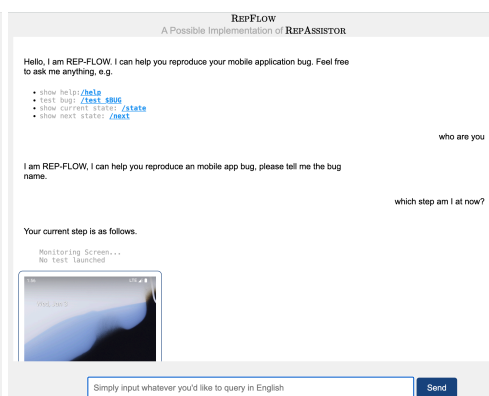 REPFLOW
A Possible Implementation of REPASSISTOR
Hello, I am REP-FLOW. I can help you reproduce your mobile application bug. Feel free
to ask me anything, e.g.
• show help:/help
• test bug: /test $BUG
• show current state: /state
• show next state: /next
who are you
I am REP-FLOW, I can help you reproduce an mobile app bug, please tell me the bug
name.
which step am I at now?
Your current step is as follows.
Monitoring Screen...
No test launched
LTE
Simply input whatever you'd like to query in English
Send